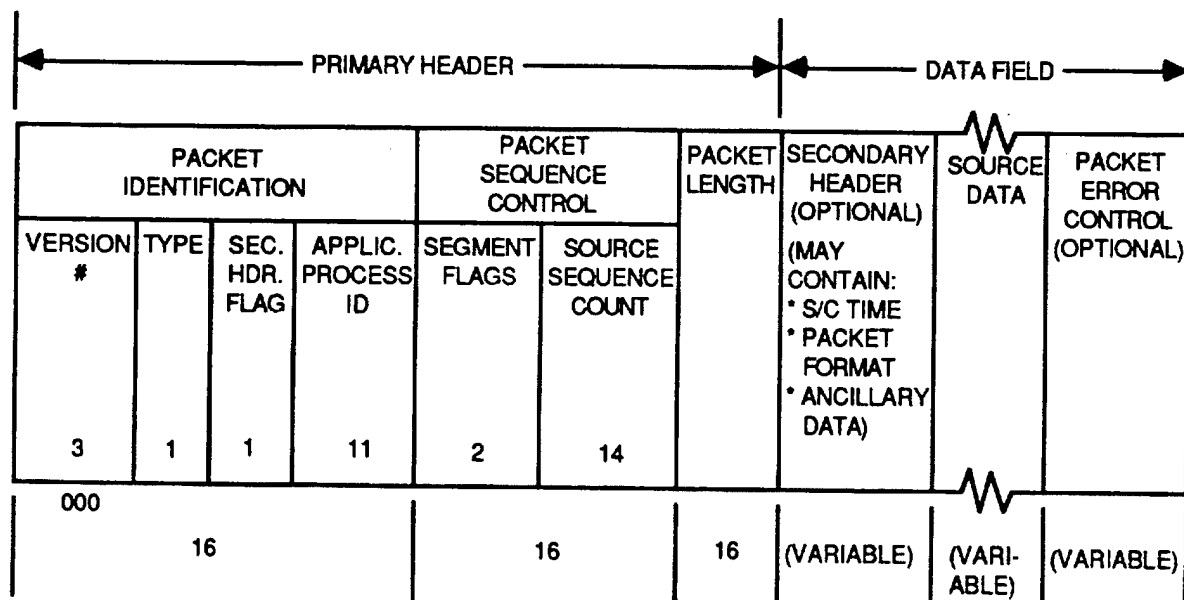 PRIMARY HEADER
DATA FIELD
PACKET
IDENTIFICATION
PACKET
SEQUENCE
CONTROL
PACKET
LENGTH
SECONDARY
HEADER
(OPTIONAL)
(MAY
CONTAIN:
* S/C TIME
* PACKET
FORMAT
* ANCILLARY
DATA)
SOURCE
DATA
PACKET
ERROR
CONTROL
(OPTIONAL)
VERSION
#
TYPE
SEC.
HDR.
FLAG
APPLIC.
PROCESS
ID
SEGMENT
FLAGS
SOURCE
SEQUENCE
COUNT
3
1
1
11
2
14
000
16
16
16
(VARIABLE)
(VARI-
ABLE)
(VARIABLE)